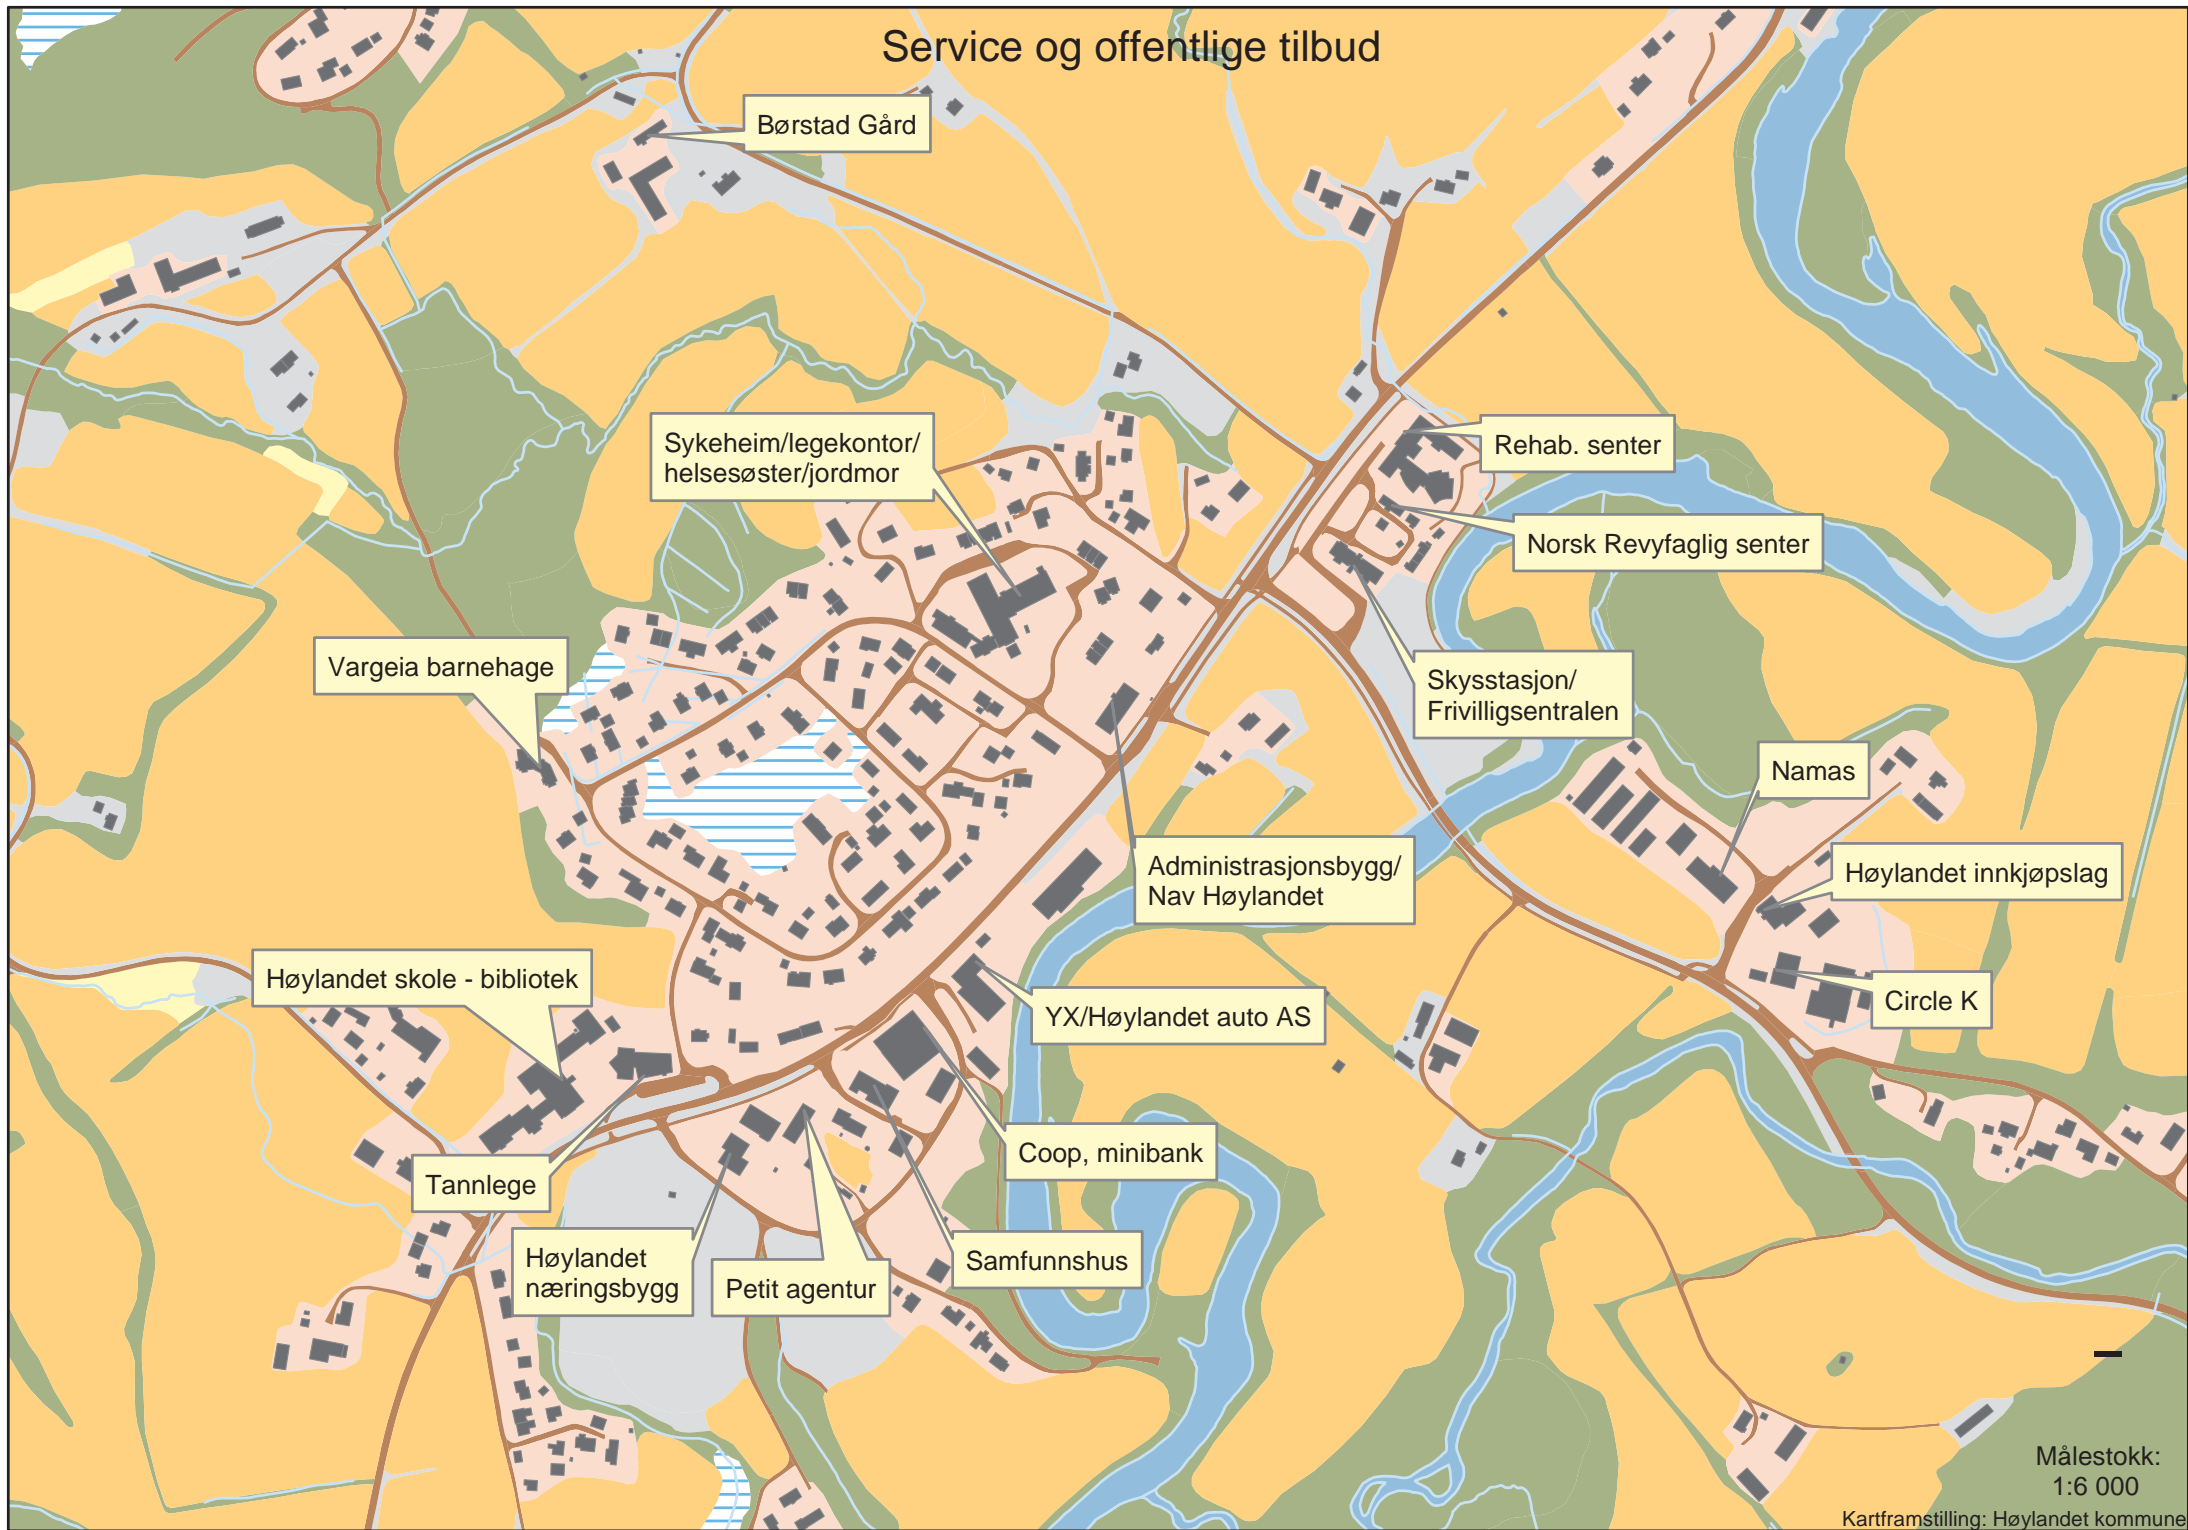 Service og offentlige tilbud
Børstad Gård
Sykeheim/legekontor/
helsesøster/jordmor
Rehab. senter
Norsk Revyfaglig senter
Vargeia barnehage
Skysstasjon/
Frivilligsentralen
Namas
Administrasjonsbygg/
Nav Høylandet
Høylandet innkjøpslag
Høylandet skole - bibliotek
YX/Høylandet auto AS
Circle K
Coop, minibank
Tannlege
Høylandet
næringsbygg
Petit agentur
Samfunnshus
Målestokk:
1:6 000
Kartframstilling: Høylandet kommune